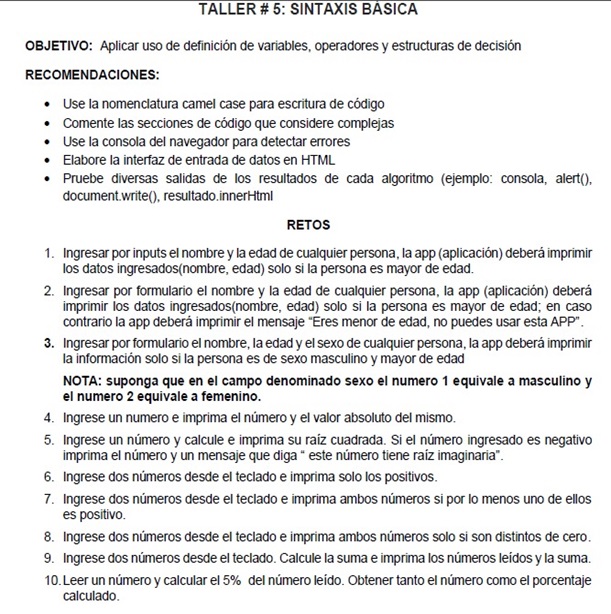 TALLER # 5: SINTAXIS BÁSICA
OBJETIVO: Aplicar uso de definición de variables, operadores y estructuras de decisión
RECOMENDACIONES:
• Use la nomenclatura camel case para escritura de código
• Comente las secciones de código que considere complejas
• Use la consola del navegador para detectar errores
• Elabore la interfaz de entrada de datos en HTML
• Pruebe diversas salidas de los resultados de cada algoritmo (ejemplo: consola, alert(),
document.write(), resultado.innerHtml
RETOS
1. Ingresar por inputs el nombre y la edad de cualquier persona, la app (aplicación) deberá imprimir
los datos ingresados(nombre, edad) solo si la persona es mayor de edad.
2. Ingresar por formulario el nombre y la edad de cualquier persona, la app (aplicación) deberá
imprimir los datos ingresados(nombre, edad) solo si la persona es mayor de edad; en caso
contrario la app deberá imprimir el mensaje “Eres menor de edad, no puedes usar esta APP”.
3. Ingresar por formulario el nombre, la edad y el sexo de cualquier persona, la app deberá imprimir
la información solo si la persona es de sexo masculino y mayor de edad
NOTA: suponga que en el campo denominado sexo el numero 1 equivale a masculino y
el numero 2 equivale a femenino.
4. Ingrese un numero e imprima el número y el valor absoluto del mismo.
5. Ingrese un número y calcule e imprima su raíz cuadrada. Si el número ingresado es negativo
imprima el número y un mensaje que diga “ este número tiene raíz imaginaria”.
6. Ingrese dos números desde el teclado e imprima solo los positivos.
7. Ingrese dos números desde el teclado e imprima ambos números si por lo menos uno de ellos
es positivo.
8. Ingrese dos números desde el teclado e imprima ambos números solo si son distintos de cero.
9. Ingrese dos números desde el teclado. Calcule la suma e imprima los números leídos y la suma.
10. Leer un número y calcular el 5% del número leído. Obtener tanto el número como el porcentaje
calculado.